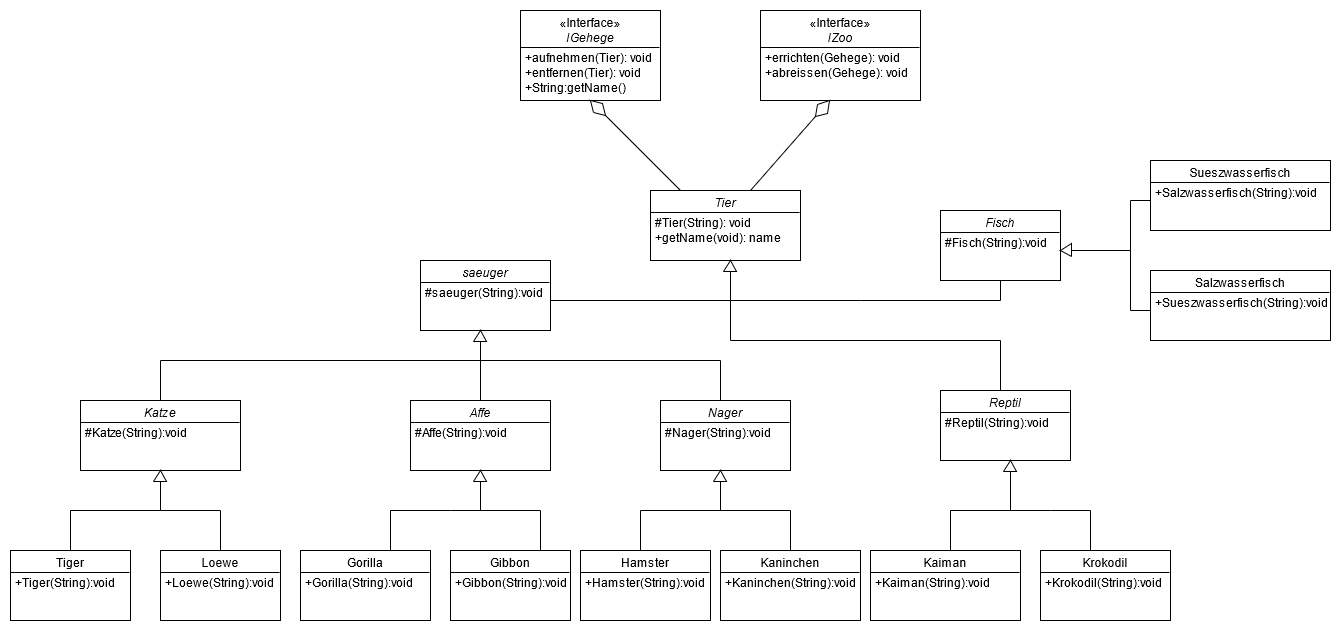 «Interface»
IGehege
+aufnehmen(Tier): void
+entfernen(Tier): void
+String:getName()
«Interface»
IZoo
+errichten(Gehege): void
+abreissen(Gehege): void
Tier
#Tier(String): void
+getName(void): name
Fisch
#Fisch(String):void
Sueszwasserfisch
+Salzwasserfisch(String):void
Salzwasserfisch
+Sueszwasserfisch(String):void
saeuger
#saeuger(String):void
Katze
#Katze(String):void
Affe
#Affe(String):void
Nager
#Nager(String):void
Reptil
#Reptil(String):void
Tiger
+Tiger(String):void
Loewe
+Loewe(String):void
Gorilla
+Gorilla(String):void
Gibbon
+Gibbon(String):void
Hamster
+Hamster(String):void
Kaninchen
+Kaninchen(String):void
Kaiman
+Kaiman(String):void
Krokodil
+Krokodil(String):void